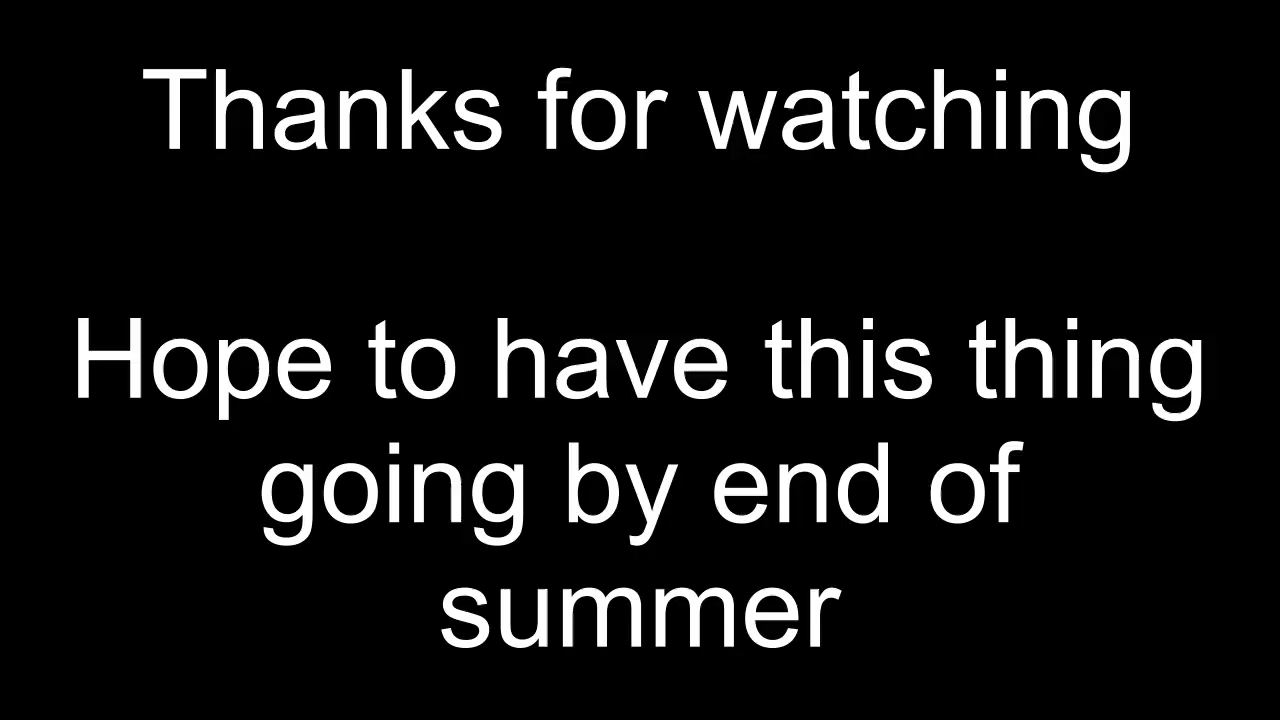 Thanks for watching
Hope to have this thing
going by end of
summer